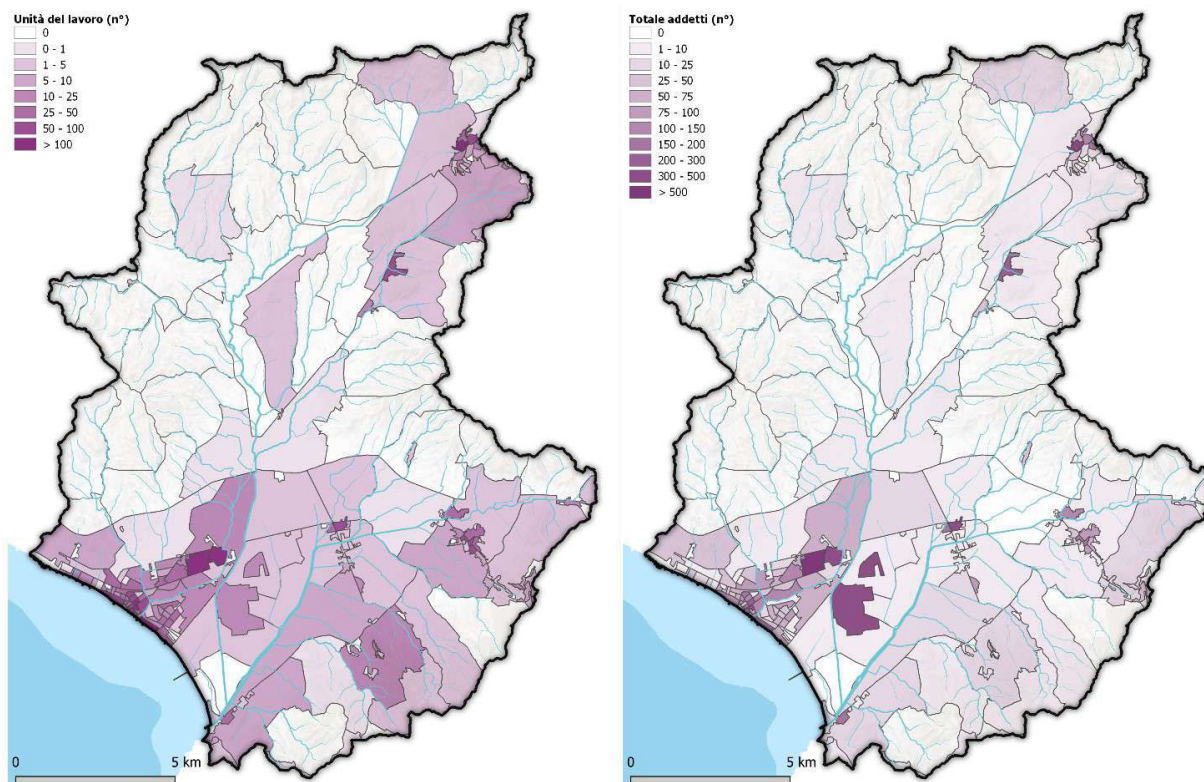 Unità del lavoro (n°)
0
0 - 1
1 - 5
5 - 10
10 - 25
25 - 50
50 - 100
> 100
0
5 km
Totale addetti (n°)
0
1 - 10
10 - 25
25 - 50
50 - 75
75 - 100
100 - 150
150 - 200
200 - 300
300 - 500
> 500
0
5 km